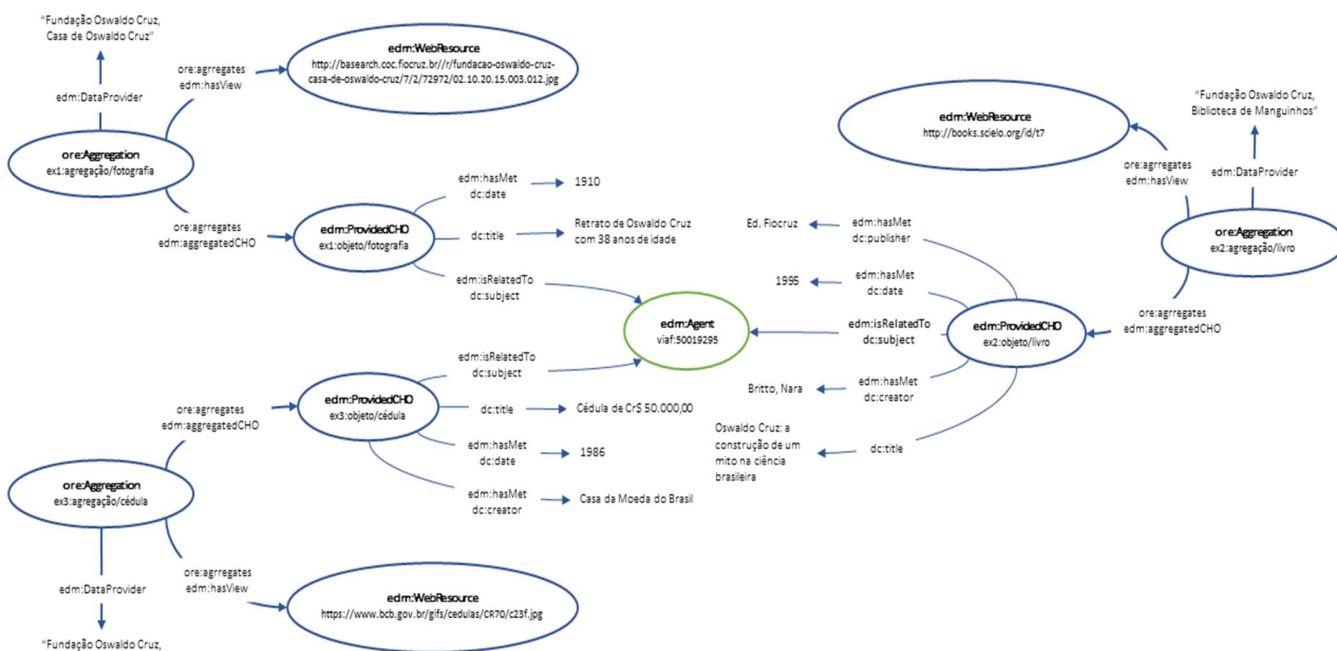 “Fundação Oswaldo Cruz,
Casa de Oswaldo Cruz”
edm:DataProvider
ore:agrregates
edm:hasView
edm:WebResource
http://basearch.coc.fiocruz.br//r/fundacao-oswaldo-cruz-
casa-de-oswaldo-cruz/7/2/72972/02.10.20.15.003.012.jpg
ore:Aggregation
ex1:agregação/fotografia
ore:agrregates
edm:aggregatedCHO
edm:ProvidedCHO
ex1:objeto/fotografia
edm:hasMet
dc:date
1910
dc:title
Retrato de Oswaldo Cruz
com 38 anos de idade
edm:isRelatedTo
dc:subject
edm:Agent
viaf:50019295
edm:WebResource
http://books.scielo.org/id/t7
“Fundação Oswaldo Cruz,
Biblioteca de Manguinhos”
edm:DataProvider
ore:agrregates
edm:hasView
ore:Aggregation
ex2:agregação/livro
ore:agrregates
edm:aggregatedCHO
edm:ProvidedCHO
ex2:objeto/livro
Ed. Fiocruz
edm:hasMet
dc:publisher
1995
edm:hasMet
dc:date
edm:isRelatedTo
dc:subject
Britto, Nara
edm:hasMet
dc:creator
Oswaldo Cruz: a
construção de um
mito na ciência
brasileira
dc:title
edm:isRelatedTo
dc:subject
edm:ProvidedCHO
ex3:objeto/cédula
dc:title
Cédula de Cr$ 50.000,00
edm:hasMet
dc:date
1986
edm:hasMet
dc:creator
Casa da Moeda do Brasil
ore:agrregates
edm:aggregatedCHO
ore:Aggregation
ex3:agregação/cédula
edm:DataProvider
ore:agrregates
edm:hasView
edm:WebResource
https://www.bcb.gov.br/gifs/cedulas/CR70/c23f.jpg
“Fundação Oswaldo Cruz,